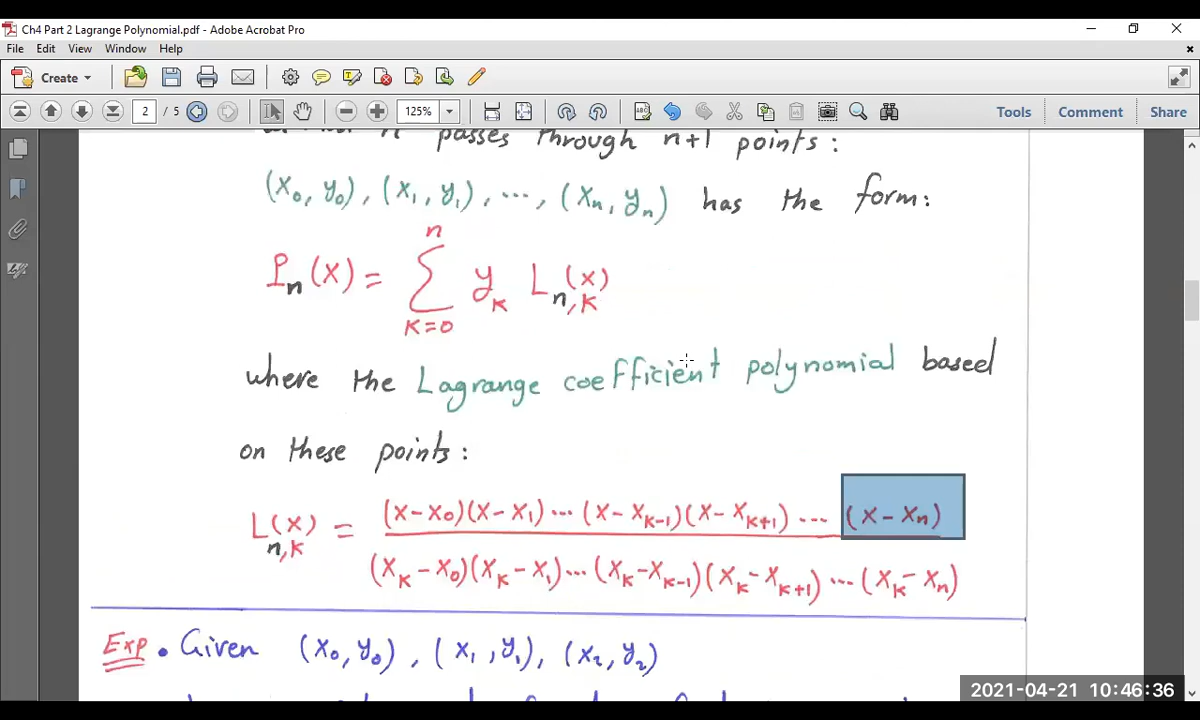 Ch4 Part 2 Lagrange Polynomial.pdf - Adobe Acrobat Pro
File Edit View Window Help
Create
2 / 5 125% Tools Comment Share
n passes through n+1 points :
(x₀, y₀), (x₁, y₁), ..., (xₙ, yₙ) has the form:
n
Pₙ(x) = Σ yₖ Lₙ,ₖ(x)
k=0
where the Lagrange coefficient polynomial based
on these points :
Lₙ,ₖ(x) = (x-x₀)(x-x₁)...(x-xₖ₋₁)(x-xₖ₊₁)...(x-xₙ)
(xₖ-x₀)(xₖ-x₁)...(xₖ-xₖ₋₁)(xₖ-xₖ₊₁)...(xₖ-xₙ)
Exp • Given (x₀, y₀), (x₁, y₁), (x₂, y₂)
2021-04-21 10:46:36